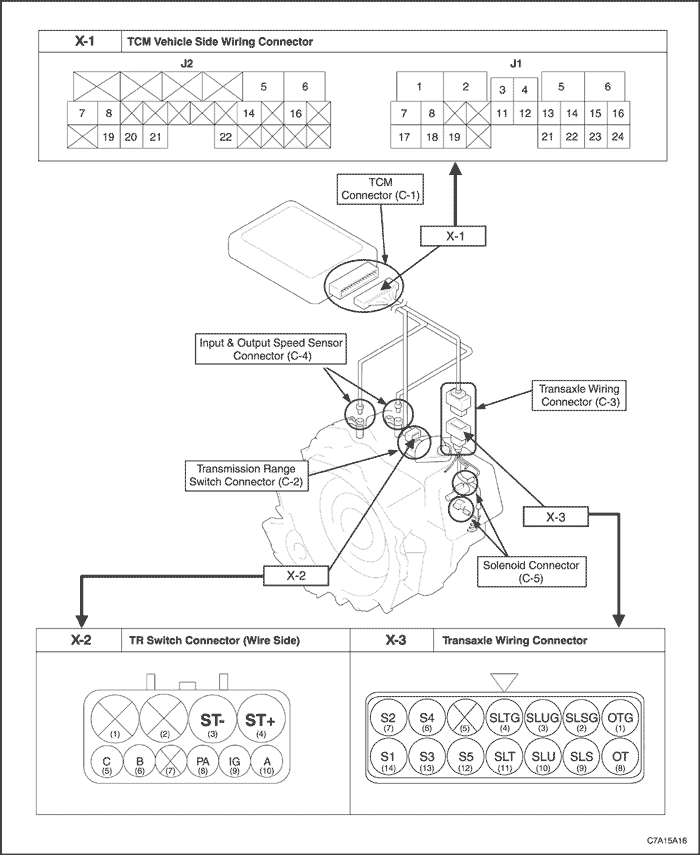 X-1 TCM Vehicle Side Wiring Connector
J2 J1
5 6 1 2 3 4 5 6
7 8 14 16 7 8 11 12 13 14 15 16
19 20 21 22 17 18 19 21 22 23 24
TCM
Connector (C-1)
X-1
Input & Output Speed Sensor
Connector (C-4)
Transaxle Wiring
Connector (C-3)
Transmission Range
Switch Connector (C-2)
X-3
X-2
Solenoid Connector
(C-5)
X-2 TR Switch Connector (Wire Side)
X-3 Transaxle Wiring Connector
ST- ST+
(1) (2) (3) (4)
C B PA IG A
(5) (6) (7) (8) (9) (10)
S2 S4 SLTG SLUG SLSG OTG
(7) (6) (5) (4) (3) (2) (1)
S1 S3 S5 SLT SLU SLS OT
(14) (13) (12) (11) (10) (9) (8)
C7A15A16